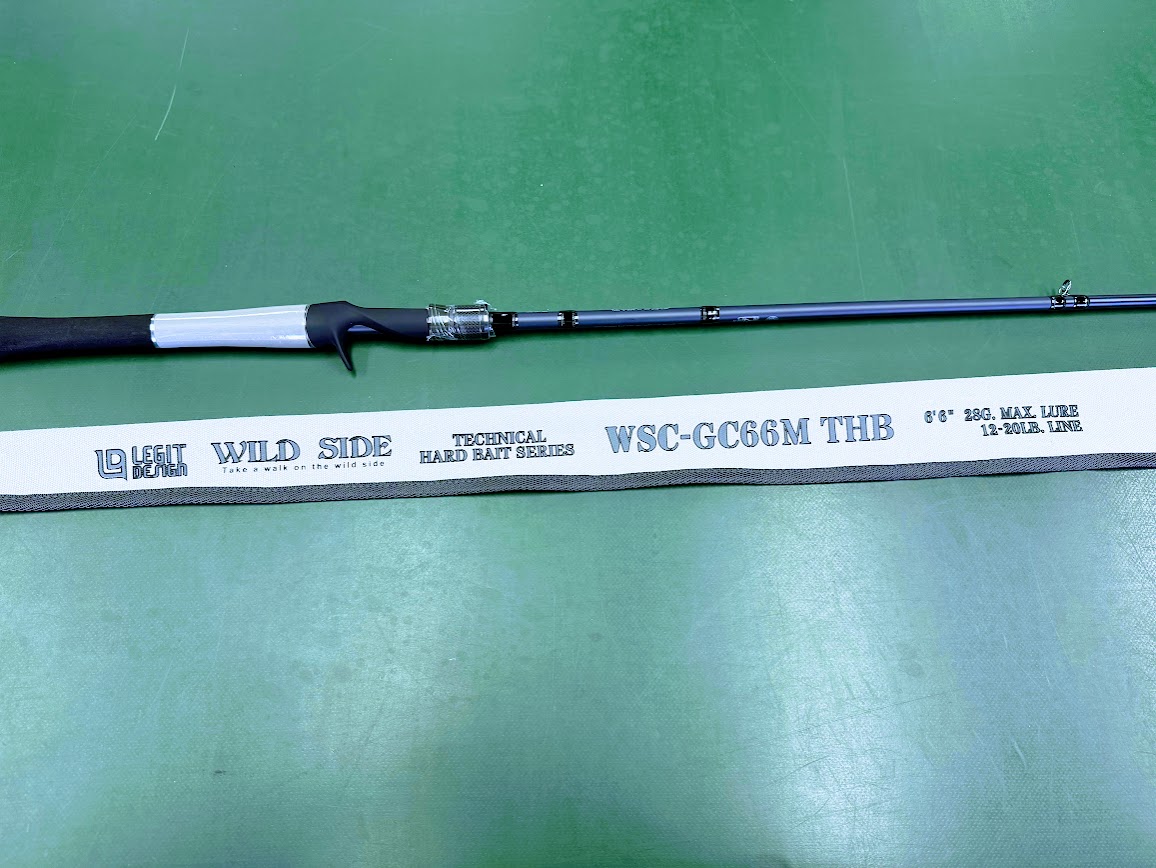 LEGIT
DESIGN
WILD SIDE
Take a walk on the wild side
TECHNICAL
HARD BAIT SERIES
WSC-GC66M THB
6'6" 28G. MAX. LURE
12-20LB. LINE